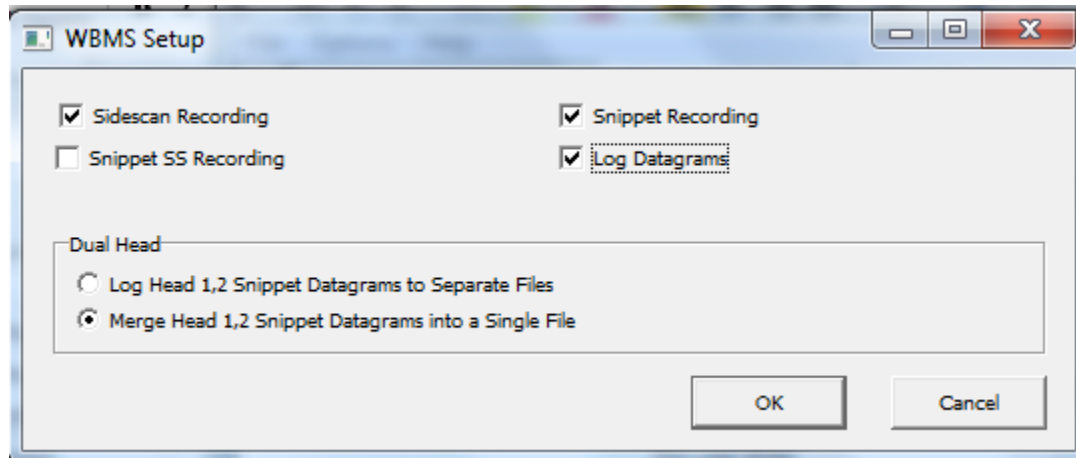 WBMS Setup
Sidescan Recording
Snippet Recording
Snippet SS Recording
Log Datagrams
Dual Head
Log Head 1,2 Snippet Datagrams to Separate Files
Merge Head 1,2 Snippet Datagrams into a Single File
OK
Cancel